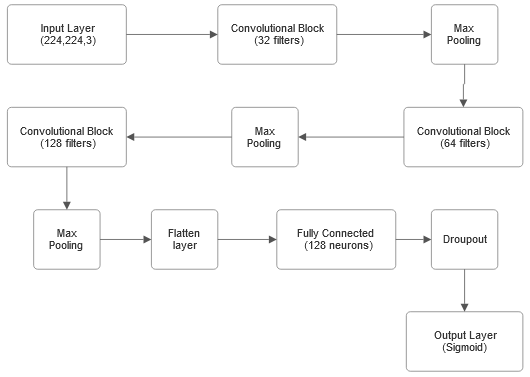 Input Layer
(224,224,3)
Convolutional Block
(32 filters)
Max
Pooling
Convolutional Block
(64 filters)
Max
Pooling
Convolutional Block
(128 filters)
Max
Pooling
Flatten
layer
Fully Connected
(128 neurons)
Droupout
Output Layer
(Sigmoid)